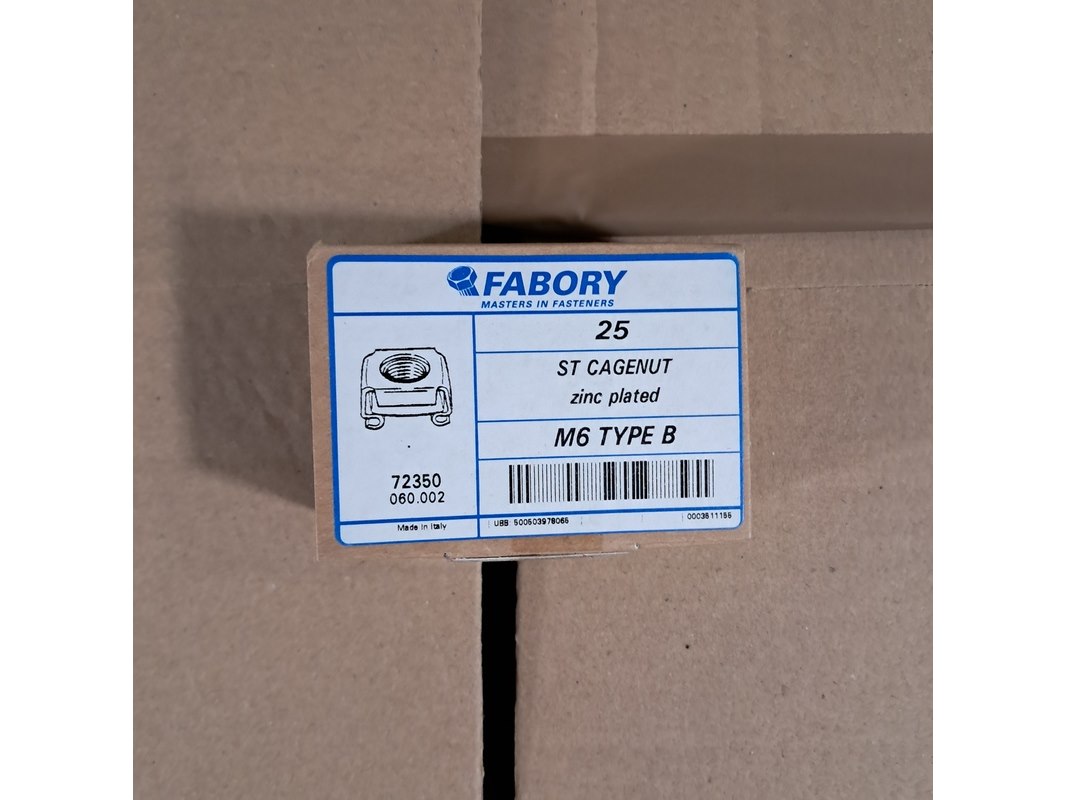 FABORY
MASTERS IN FASTENERS
25
ST CAGENUT
zinc plated
M6 TYPE B
72350
060.002
Made in Italy
UBB 500503978065
0003511155